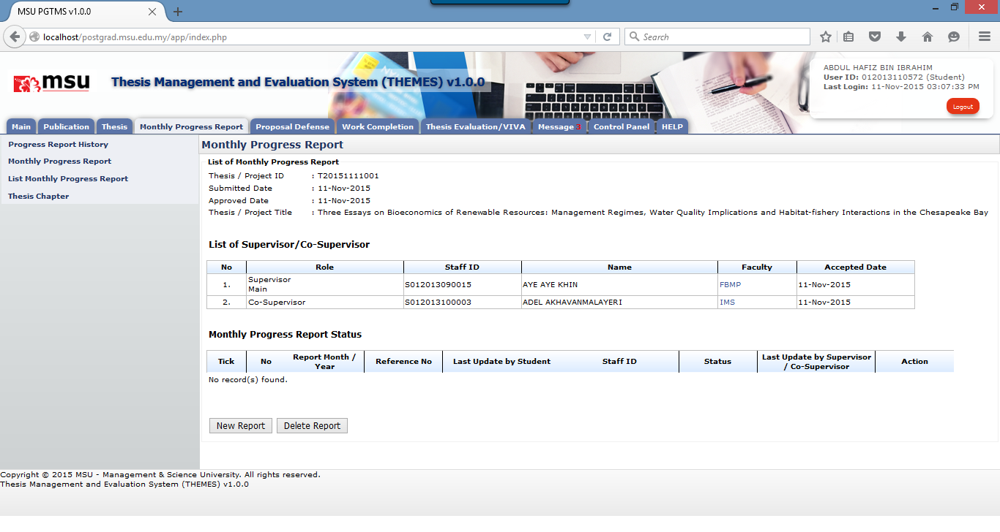 MSU PGTMS v1.0.0
localhost/postgrad.msu.edu.my/app/index.php
Search
msu
Thesis Management and Evaluation System (THEMES) v1.0.0
ABDUL HAFIZ BIN IBRAHIM
User ID: 012013110572 (Student)
Last Login: 11-Nov-2015 03:07:33 PM
Logout
Main Publication Thesis Monthly Progress Report Proposal Defense Work Completion Thesis Evaluation/VIVA Message 3 Control Panel HELP
Progress Report History
Monthly Progress Report
List Monthly Progress Report
Thesis Chapter
Monthly Progress Report
List of Monthly Progress Report
Thesis / Project ID : T20151111001
Submitted Date : 11-Nov-2015
Approved Date : 11-Nov-2015
Thesis / Project Title : Three Essays on Bioeconomics of Renewable Resources: Management Regimes, Water Quality Implications and Habitat-fishery Interactions in the Chesapeake Bay
List of Supervisor/Co-Supervisor
No Role Staff ID Name Faculty Accepted Date
1. Supervisor Main S012013090015 AYE AYE KHIN FBMP 11-Nov-2015
2. Co-Supervisor S012013100003 ADEL AKHAVANMALAYERI IMS 11-Nov-2015
Monthly Progress Report Status
Tick No Report Month / Year Reference No Last Update by Student Staff ID Status Last Update by Supervisor / Co-Supervisor Action
No record(s) found.
New Report Delete Report
Copyright © 2015 MSU - Management & Science University. All rights reserved.
Thesis Management and Evaluation System (THEMES) v1.0.0